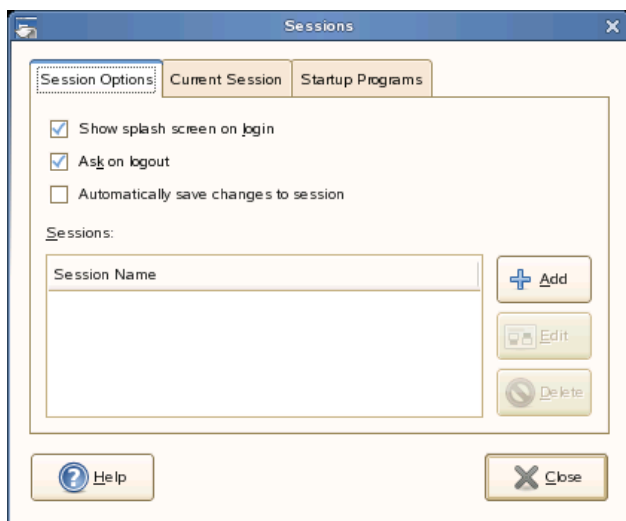 Sessions
Session Options
Current Session
Startup Programs
Show splash screen on login
Ask on logout
Automatically save changes to session
Sessions:
Session Name
Add
Edit
Delete
Help
Close